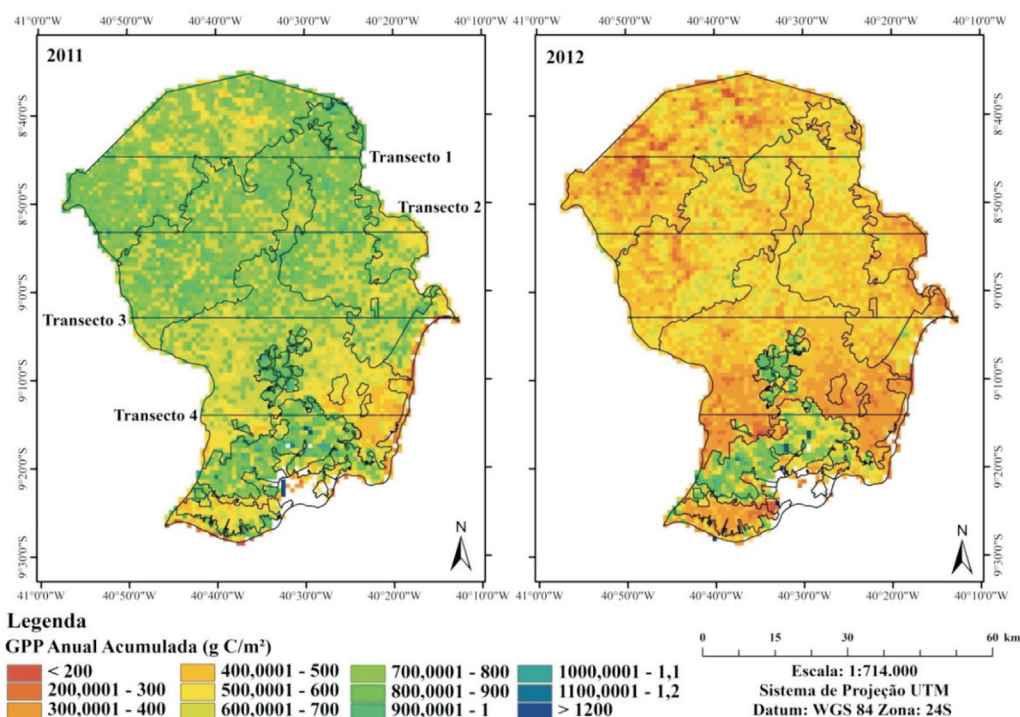 41°00'0"W 40°50'0"W 40°40'0"W 40°30'0"W 40°20'0"W 40°10'0"W
41°00'0"W 40°50'0"W 40°40'0"W 40°30'0"W 40°20'0"W 40°10'0"W
2011
2012
8°40'0"S
8°50'0"S
9°00'0"S
9°10'0"S
9°20'0"S
9°30'0"S
Transecto 1
Transecto 2
Transecto 3
Transecto 4
8°40'0"S
8°50'0"S
9°00'0"S
9°10'0"S
9°20'0"S
9°30'0"S
N
N
41°00'0"W 40°50'0"W 40°40'0"W 40°30'0"W 40°20'0"W 40°10'0"W
41°00'0"W 40°50'0"W 40°40'0"W 40°30'0"W 40°20'0"W 40°10'0"W
Legenda
GPP Anual Acumulada (g C/m²)
< 200
200,0001 - 300
300,0001 - 400
400,0001 - 500
500,0001 - 600
600,0001 - 700
700,0001 - 800
800,0001 - 900
900,0001 - 1
1000,0001 - 1,1
1100,0001 - 1,2
> 1200
0 15 30 60 km
Escala: 1:714.000
Sistema de Projeção UTM
Datum: WGS 84 Zona: 24S